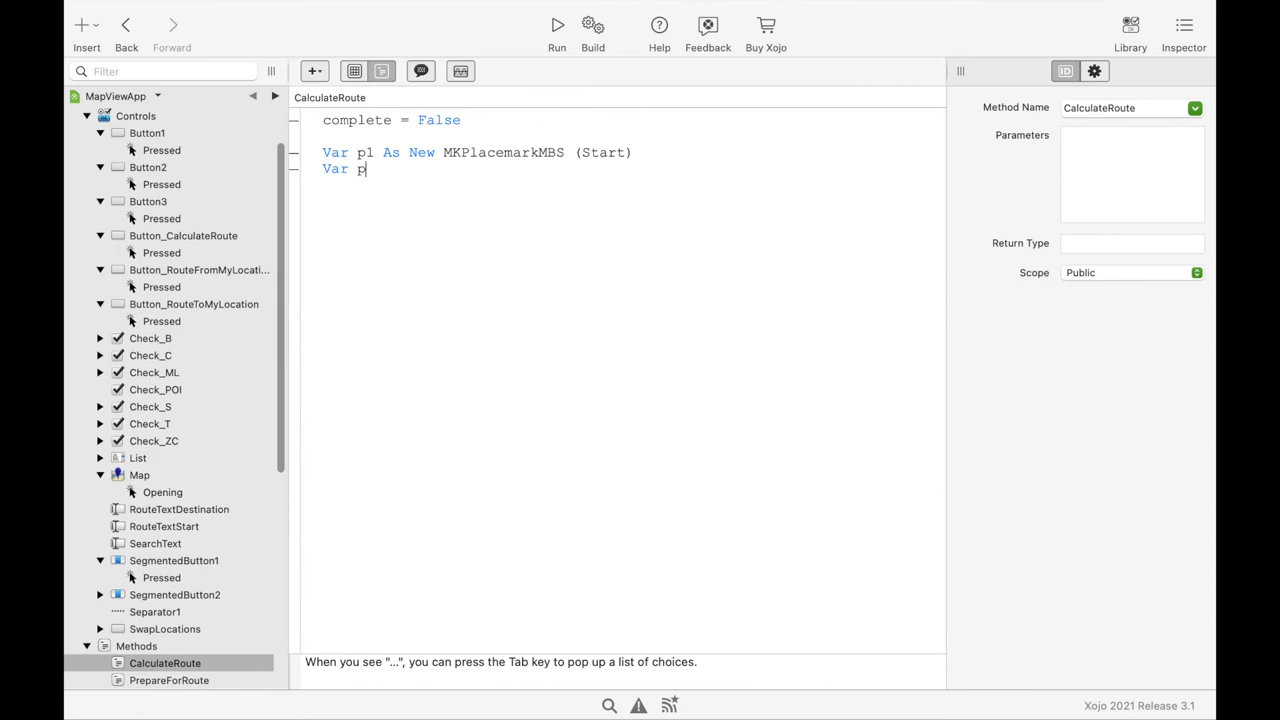 Insert
Back
Forward
Run
Build
Help
Feedback
Buy Xojo
Library
Inspector
Filter
ID
MapViewApp
CalculateRoute
Controls
Button1
Pressed
Button2
Pressed
Button3
Pressed
Button_CalculateRoute
Pressed
Button_RouteFromMyLocati...
Pressed
Button_RouteToMyLocation
Pressed
Check_B
Check_C
Check_ML
Check_POI
Check_S
Check_T
Check_ZC
List
Map
Opening
RouteTextDestination
RouteTextStart
SearchText
SegmentedButton1
Pressed
SegmentedButton2
Separator1
SwapLocations
Methods
CalculateRoute
PrepareForRoute
complete = False
Var p1 As New MKPlacemarkMBS (Start)
Var p
When you see "...", you can press the Tab key to pop up a list of choices.
Method Name CalculateRoute
Parameters
Return Type
Scope Public
Xojo 2021 Release 3.1